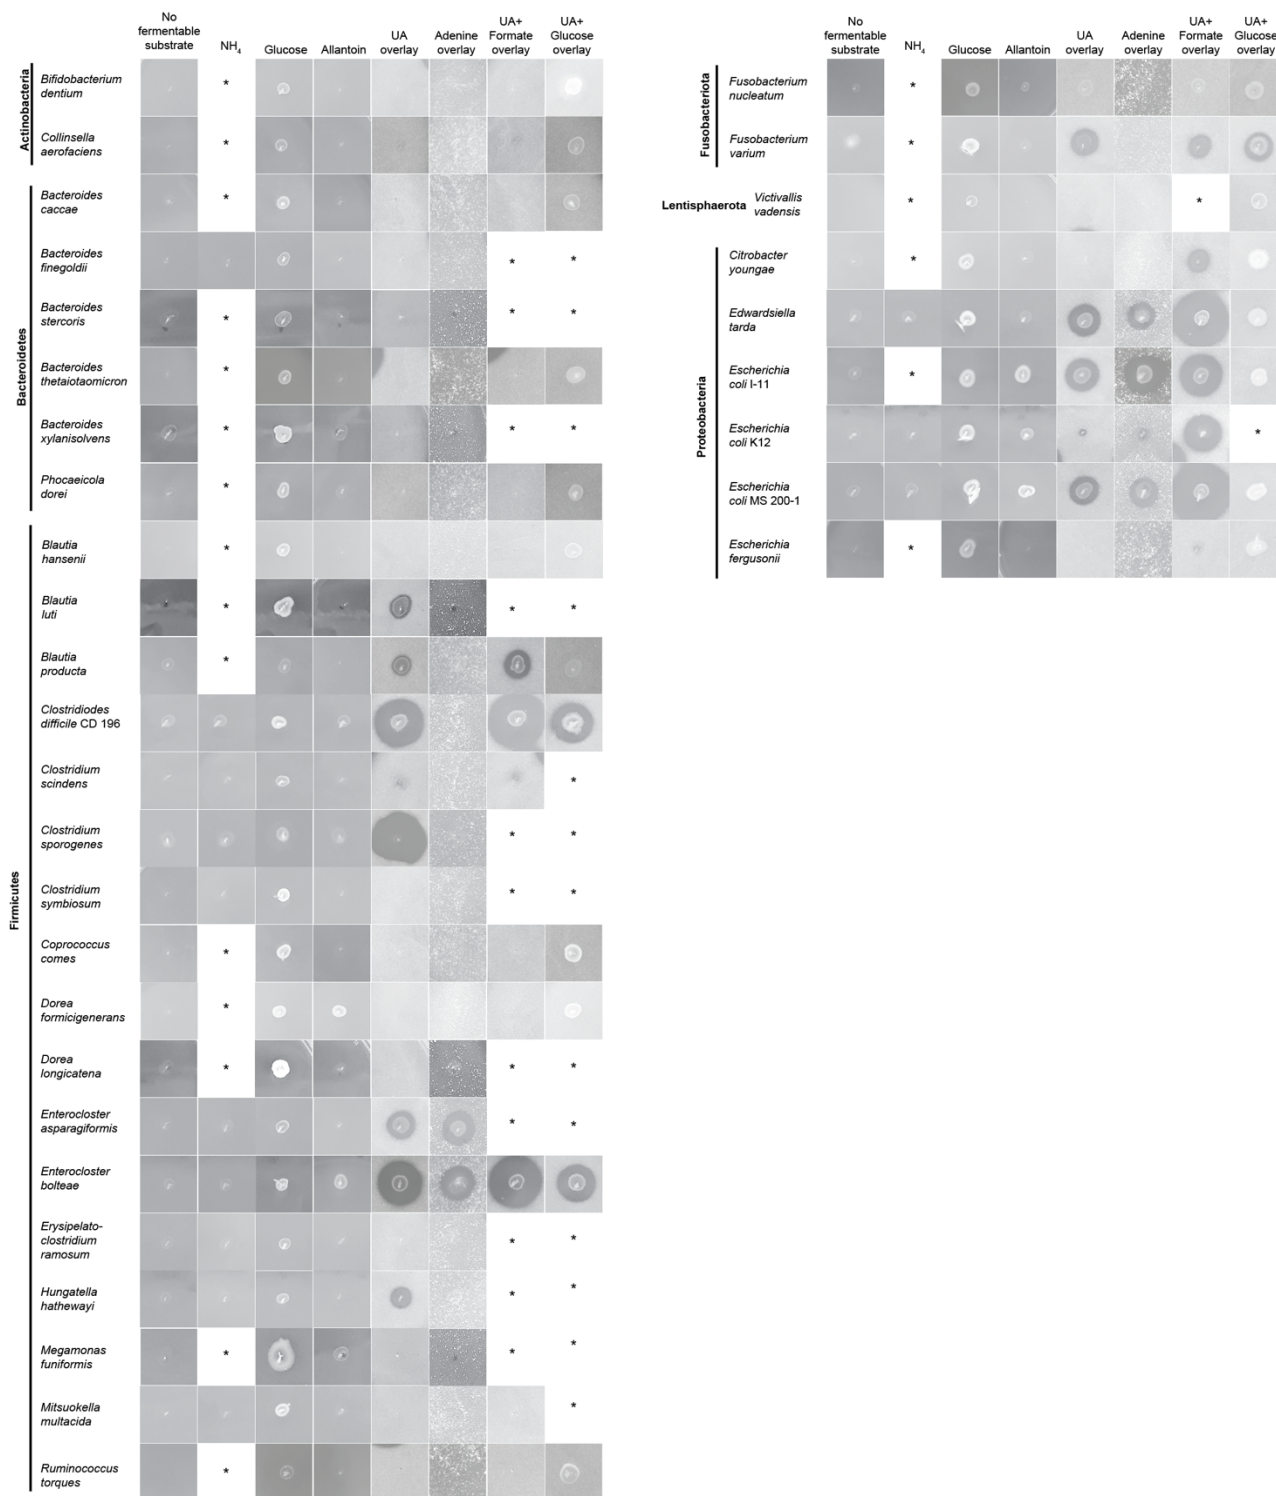 No fermentable substrate
NH4
Glucose
Allantoin
UA overlay
Adenine overlay
UA+ Formate overlay
UA+ Glucose overlay
Actinobacteria
Bifidobacterium
dentium
*
Collinsella
aerofaciens
*
Bacteroidetes
Bacteroides
caccae
*
Bacteroides
finegoldii
* *
Bacteroides
stercoris
* * *
Bacteroides
thetaiotaomicron
*
Bacteroides
xylanisolvens
* * *
Phocaeicola
dorei
*
Firmicutes
Blautia
hansenii
*
Blautia
luti
* * *
Blautia
producta
*
Clostridiodes
difficile CD 196
Clostridium
scindens
*
Clostridium
sporogenes
* *
Clostridium
symbiosum
* *
Coprococcus
comes
*
Dorea
formicigenerans
*
Dorea
longicatena
* * *
Enterocloster
asparagiformis
* *
Enterocloster
bolteae
Erysipelato-
clostridium
ramosum
* *
Hungatella
hathewayi
* *
Megamonas
funiformis
* * *
Mitsuokella
multacida
*
Ruminococcus
torques
*
No fermentable substrate
NH4
Glucose
Allantoin
UA overlay
Adenine overlay
UA+ Formate overlay
UA+ Glucose overlay
Fusobacteriota
Fusobacterium
nucleatum
*
Fusobacterium
varium
*
Lentisphaerota
Victivallis
vadensis
* *
Proteobacteria
Citrobacter
youngae
*
Edwardsiella
tarda
Escherichia
coli I-11
*
Escherichia
coli K12
*
Escherichia
coli MS 200-1
Escherichia
fergusonii
*